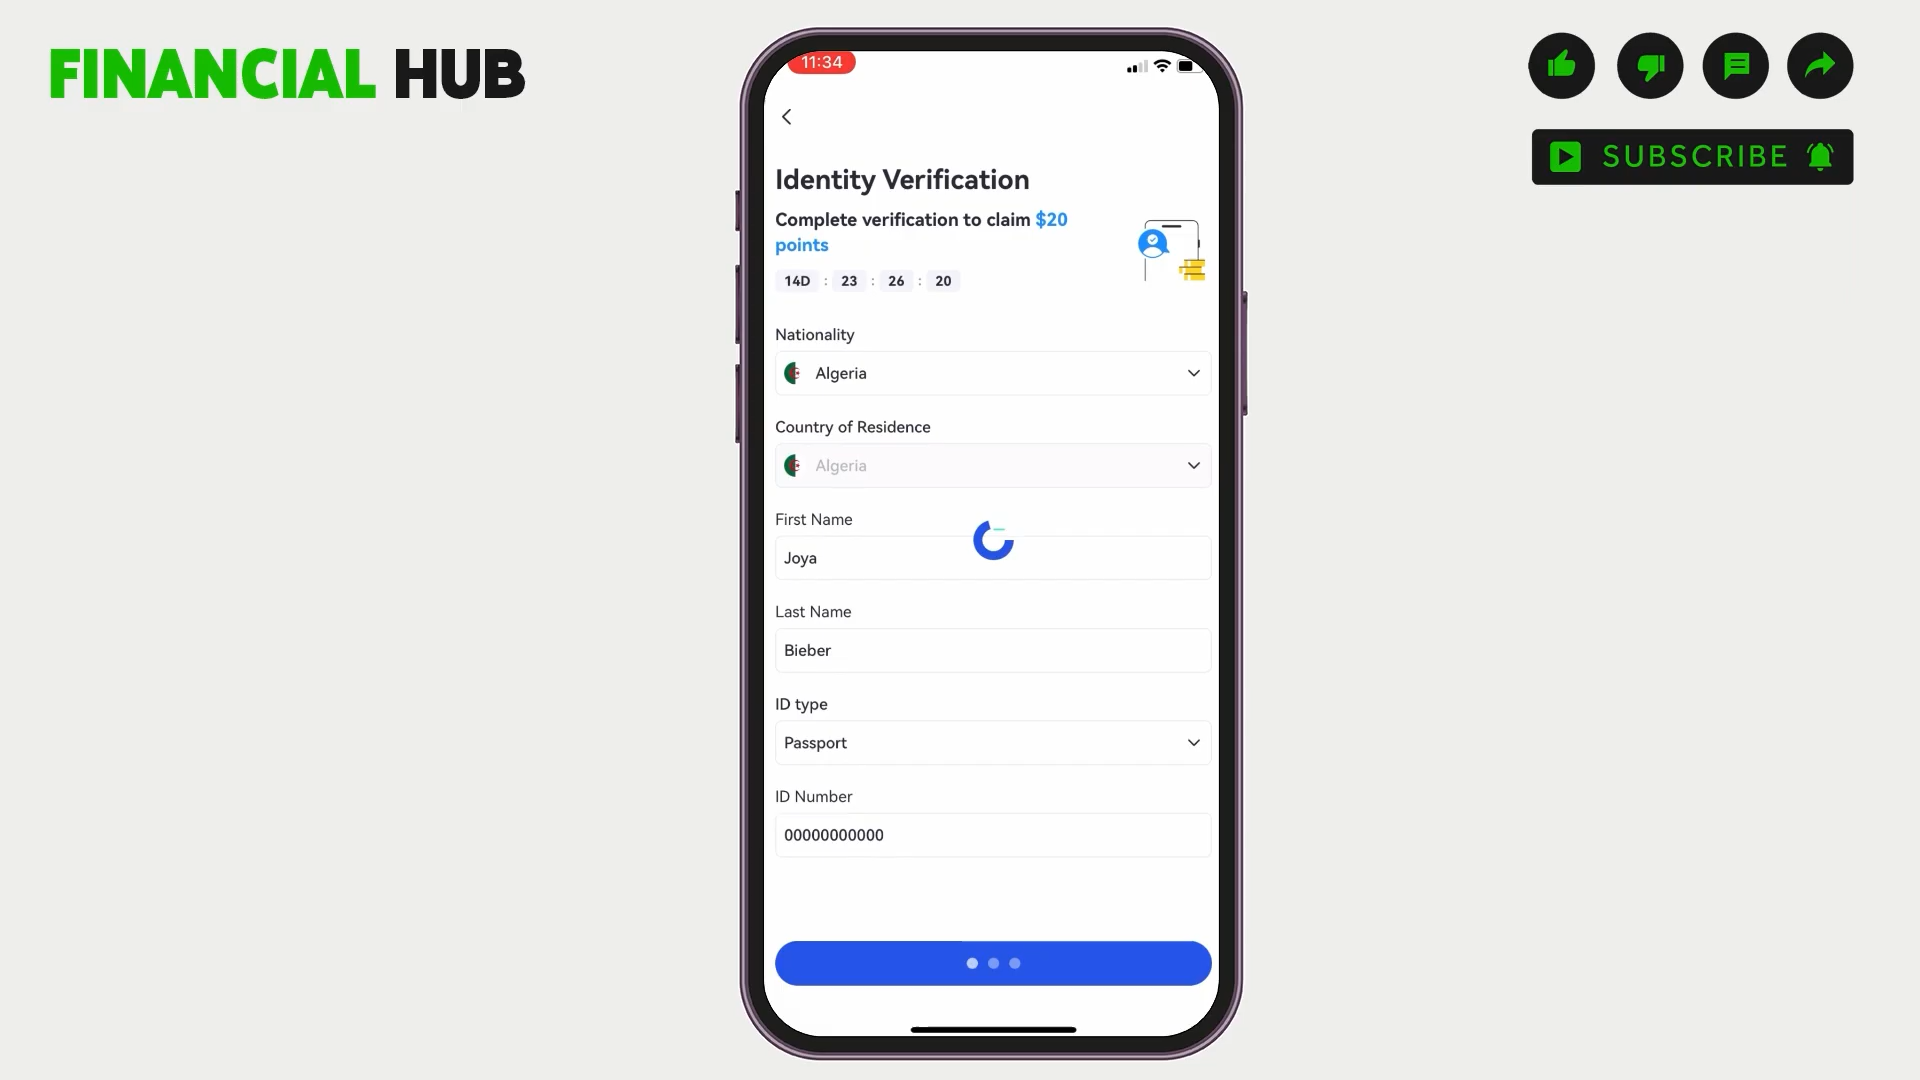 FINANCIAL HUB
SUBSCRIBE
11:34
Identity Verification
Complete verification to claim $20
points
14D : 23 : 26 : 20
Nationality
Algeria
Country of Residence
Algeria
First Name
Joya
Last Name
Bieber
ID type
Passport
ID Number
00000000000